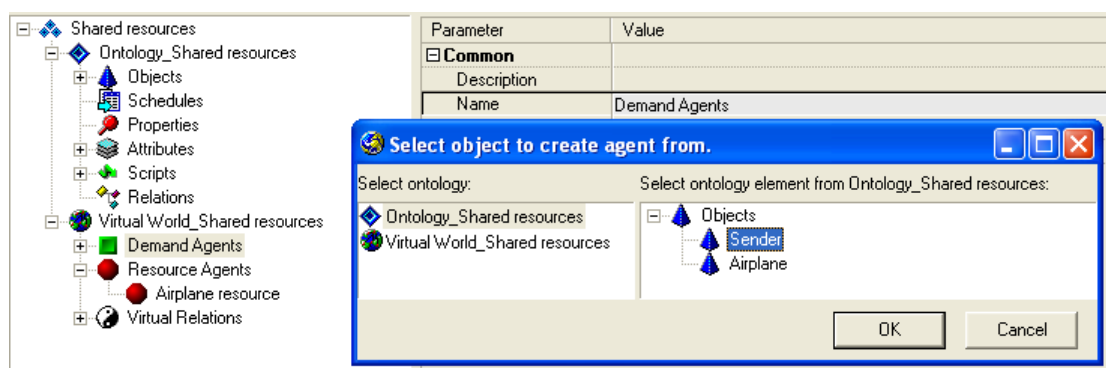 Shared resources
Ontology_Shared resources
Objects
Schedules
Properties
Attributes
Scripts
Relations
Virtual World_Shared resources
Demand Agents
Resource Agents
Airplane resource
Virtual Relations
Parameter Value
Common
Description
Name Demand Agents
Select object to create agent from.
Select ontology:
Ontology_Shared resources
Virtual World_Shared resources
Select ontology element from Ontology_Shared resources:
Objects
Sender
Airplane
OK Cancel